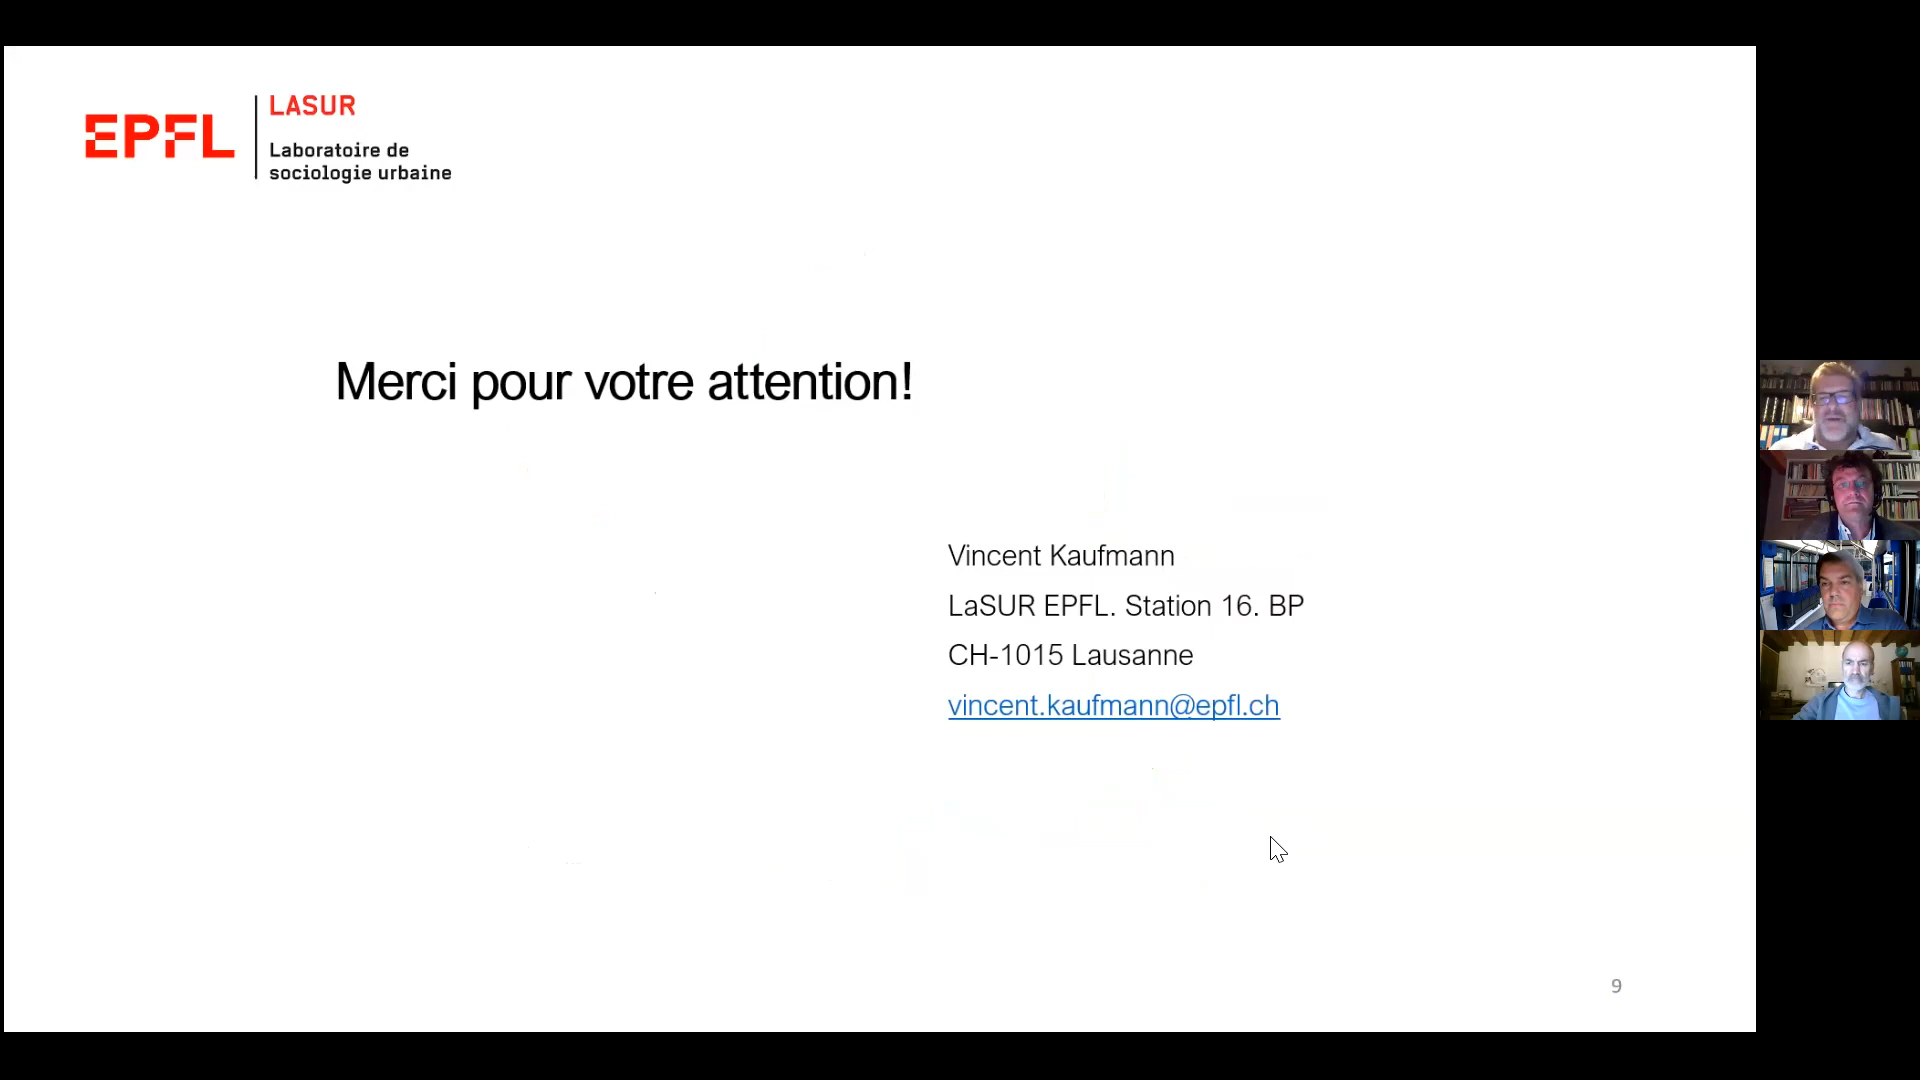 EPFL
LASUR
Laboratoire de
sociologie urbaine
Merci pour votre attention!
Vincent Kaufmann
LaSUR EPFL. Station 16. BP
CH-1015 Lausanne
vincent.kaufmann@epfl.ch
9